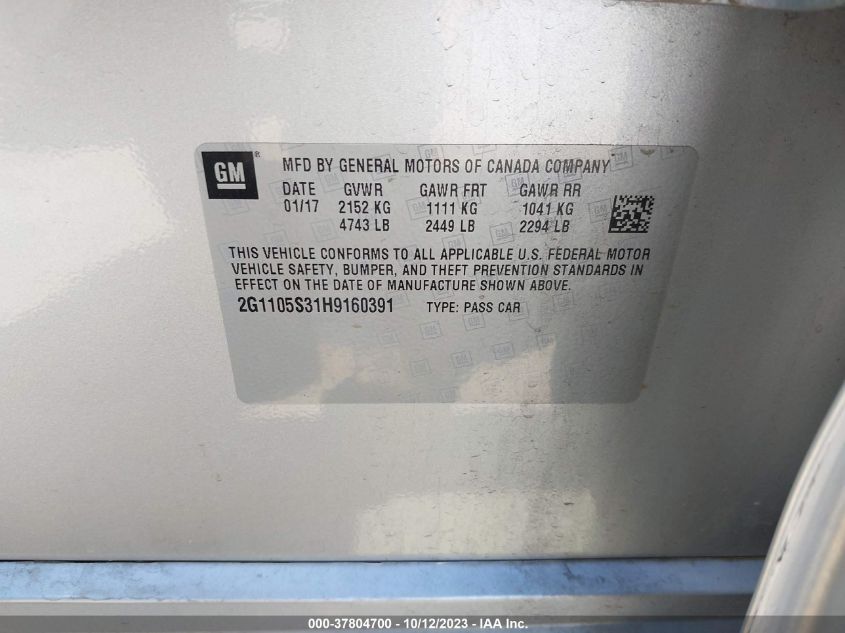 GM ® MFD BY GENERAL MOTORS OF CANADA COMPANY
DATE GVWR GAWR FRT GAWR RR
01/17 2152 KG 1111 KG 1041 KG
4743 LB 2449 LB 2294 LB
THIS VEHICLE CONFORMS TO ALL APPLICABLE U.S. FEDERAL MOTOR
VEHICLE SAFETY, BUMPER, AND THEFT PREVENTION STANDARDS IN
EFFECT ON THE DATE OF MANUFACTURE SHOWN ABOVE.
2G1105S31H9160391 TYPE: PASS CAR
000-37804700 - 10/12/2023 - IAA Inc.